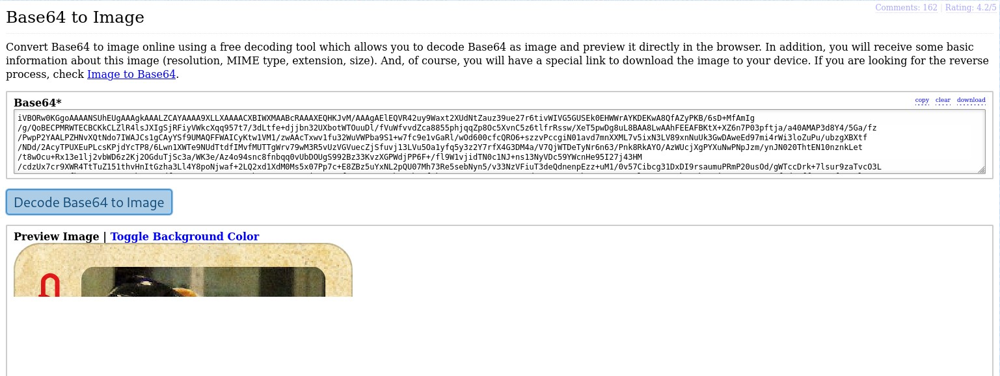 Comments: 162 | Rating: 4.2/5
Base64 to Image
Convert Base64 to image online using a free decoding tool which allows you to decode Base64 as image and preview it directly in the browser. In addition, you will receive some basic
information about this image (resolution, MIME type, extension, size). And, of course, you will have a special link to download the image to your device. If you are looking for the reverse
process, check Image to Base64.
Base64*
copy clear download
iVBORw0KGgoAAAANSUhEUgAAAgkAAALZCAYAAAA9XLLXAAAACXBIWXMAABcRAAAXEQHKJvM/AAAgAElEQVR42uy9Waxt2XUdNtZauz39ue27r6tivWIVG5GUSEk0EHWWrAYKDEKwA8QfAZyPKB/6sD+MfAmIg
/g/QoBECPMRWTECBCKkCLZlR4lsJXIgSjRFiyVWkcXqq957t7/3dLtfe+djjbn32UXbotWTOuuDl/fVuWfvvdZca8855phjqqZp8Oc5XvnC5z6tlfrRssw/XeT5pwDg8uL8BAA8LwAAhFEEAFBKtX+XZ6n7P03pftja/a40AMAP3d8Y4/5Ga/fz
/PwpP2YAALPZHNvXQtNdo7IWAJCs1gCAyYSf9UMAQFFWAICyKtw1VM1/zwAAcTxwv1fu32WuVWPba9S1+w7fc9e1vGaRl/wOd600cfcQRO6+szzvPccgiN01avd7mnXXML7v5ixN3LV89xnNuUk3GwDAweEd97mi4rWi3loZuPu/ubzgXBXtf
/NDd/2AcyTPUXEuPLcsKPjdYcTP8/6Lwn1XWTe9NUdTtdfIMvfMUTTgWrv79wM3R5vUzVGVuecZjSfuvj13LVu5Oa1yfq5y3z2Y7rfX4G3DM4a/V7QjWTDeTyNr6n63/Pnk8RkAYO/AzWUcjXgPYXuNwPNpJzm/ynJN020ThtEN10nznkLet
/t8wOcu+Rx13e1lj2vbWD6z2Kj2OGduTjSc3a/WK3e/Az4o94snc8fnbqq0vUbDOUgS992Bz33KvzXGPWdjPP6F+/fl9W1vjidTN0c1NJ+ns13NyVDc59YWcnHe95I27j43HM
/cdzUx7cr9XWR4TtTuZ151thvHnItGzha3Ll4Y8poNjwaf+2LQ2xd1XdM0Ms5x07Pp7c+E8ZBz5uYxNL2pQU07Mh73Re5sebNyn5/v33NzVFiuT3deQdnenpEzz+uM1/0v57Cibcg31DxDI9rsaumuPRmP20usOd/gWTccDrk+7lsur9zaTvcO3L
Decode Base64 to Image
Preview Image | Toggle Background Color